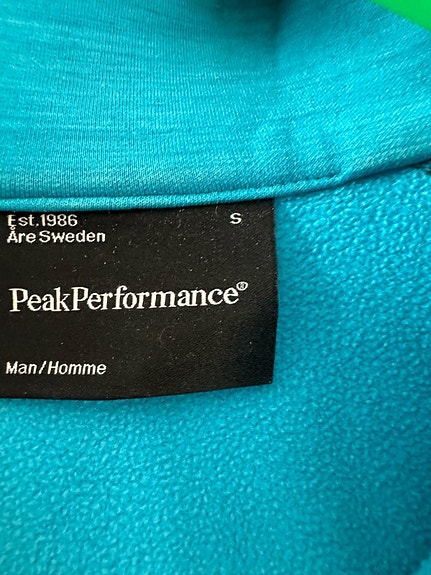 Est.1986 S
Åre Sweden
PeakPerformance®
Man/Homme